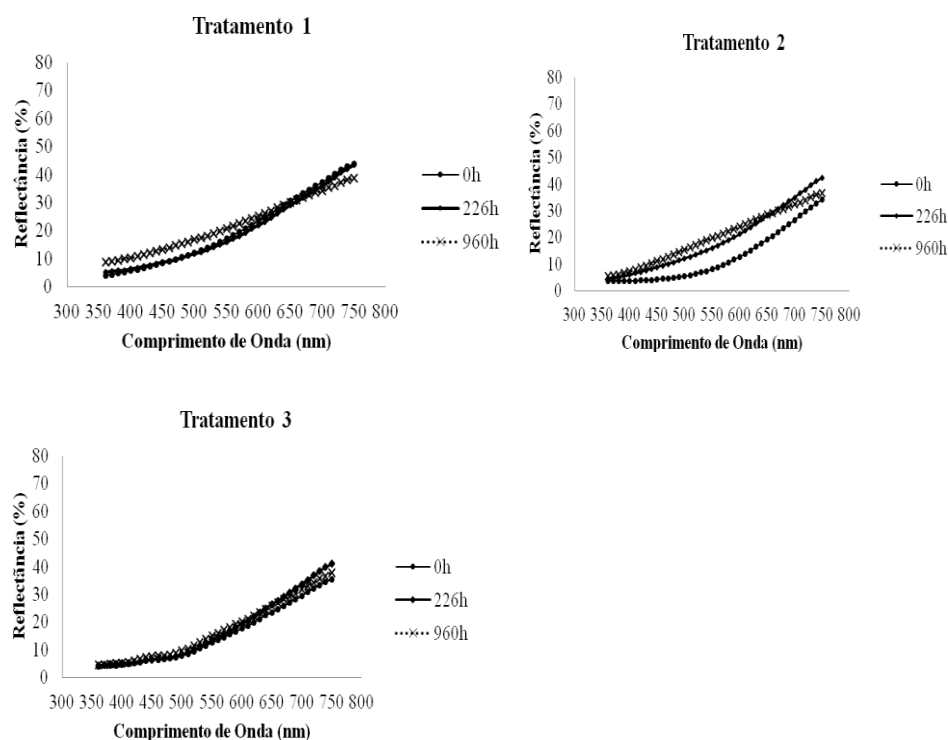 Tratamento 1
Reflectância (%)
80
70
60
50
40
30
20
10
0
300 350 400 450 500 550 600 650 700 750 800
Comprimento de Onda (nm)
0h
226h
960h
Tratamento 2
Reflectância (%)
80
70
60
50
40
30
20
10
0
300 350 400 450 500 550 600 650 700 750 800
Comprimento de Onda (nm)
0h
226h
960h
Tratamento 3
Reflectância (%)
80
70
60
50
40
30
20
10
0
300 350 400 450 500 550 600 650 700 750 800
Comprimento de Onda (nm)
0h
226h
960h